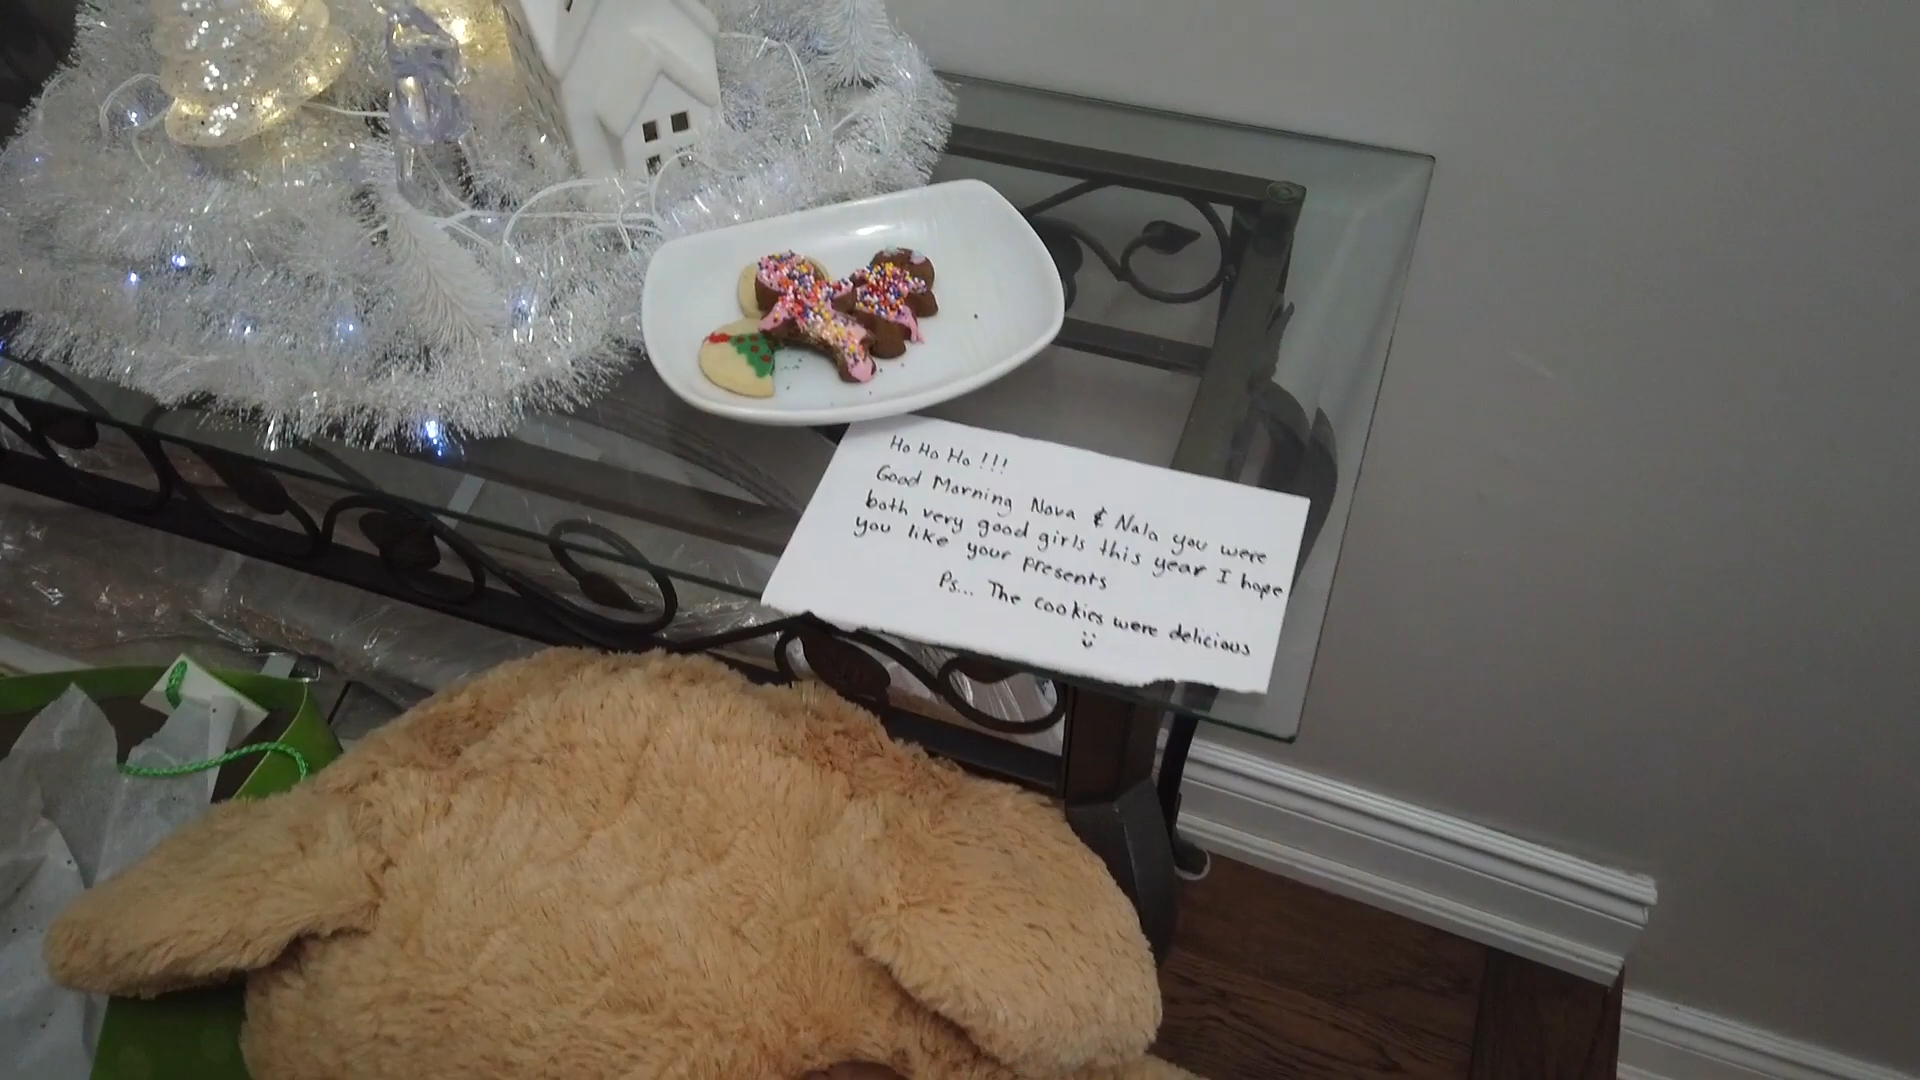 Ho Ho Ho !!!
Good Morning Nova & Nala you were
both very good girls this year I hope
you like your presents
Ps... The cookies were delicious